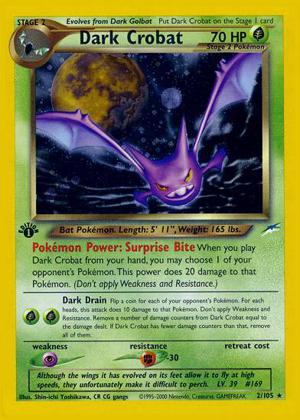 STAGE 2 Evolves from Dark Golbat Put Dark Crobat on the Stage 1 card
Dark Crobat 70 HP
Stage 2 Pokémon
EDITION
1
Bat Pokémon. Length: 5' 11", Weight: 165 lbs.
Pokémon Power: Surprise Bite When you play
Dark Crobat from your hand, you may choose 1 of your
opponent's Pokémon. This power does 20 damage to that
Pokémon. (Don't apply Weakness and Resistance.)
Dark Drain Flip a coin for each of your opponent's Pokémon. For each
heads, this attack does 10 damage to that Pokémon. Don't apply Weakness and
Resistance. Remove a number of damage counters from Dark Crobat equal to
the damage dealt. If Dark Crobat has fewer damage counters than that, remove
all of them.
weakness resistance retreat cost
-30
Although the wings it has evolved on its feet allow it to fly at high
speeds, they unfortunately make it difficult to perch. LV. 39 #169
Illus. Shin-ichi Yoshikawa, CR CG gangs ©1995-2000 Nintendo, Creatures, GAMEFREAK. 2/105